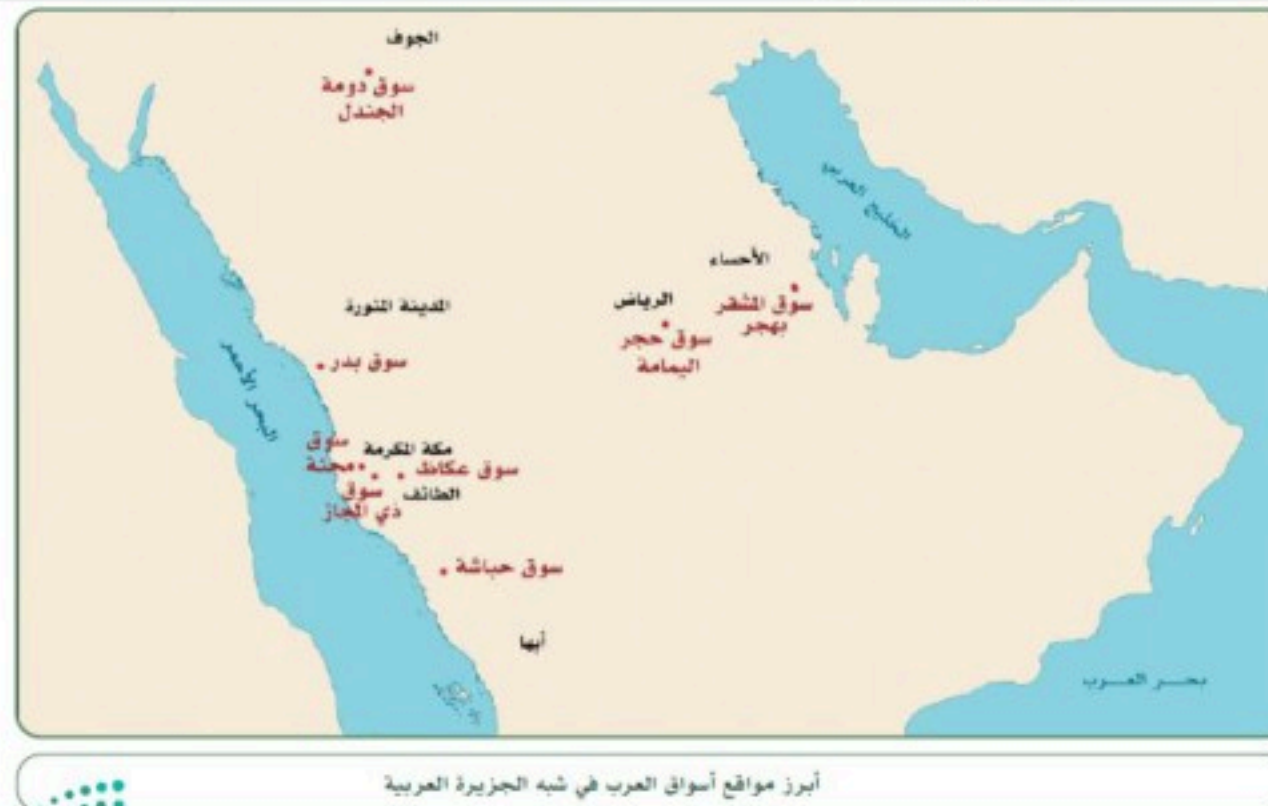 الجوف
سوق دومة
الجندل
الخليج العربي
الأحساء
سوق المشقر
بهجر
الرياض
سوق حجر
اليمامة
المدينة المنورة
سوق بدر
البحر الأحمر
مكة المكرمة
سوق
مجنة
سوق عكاظ
الطائف
سوق
ذي المجاز
سوق حباشة
أبها
بحر العرب
أبرز مواقع أسواق العرب في شبه الجزيرة العربية